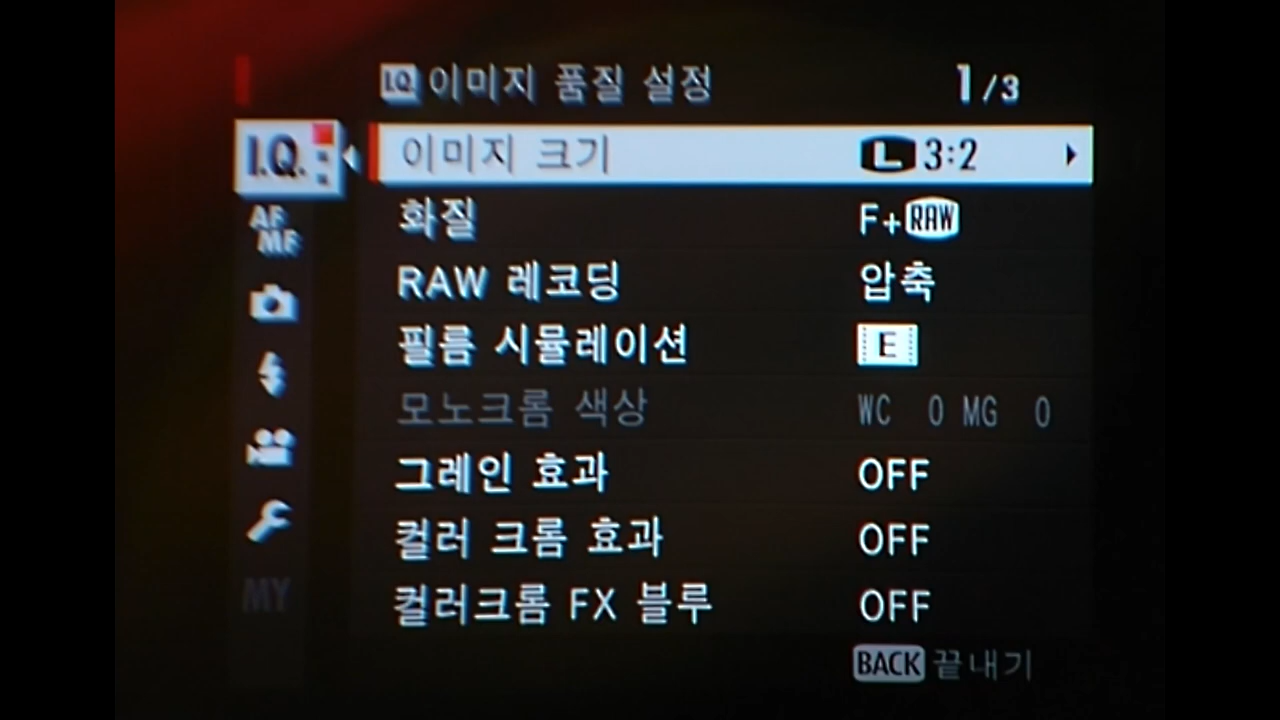 I.Q. 이미지 품질 설정 1/3
I.Q. 이미지 크기 L 3:2
화질 F+RAW
AF MF
RAW 레코딩 압축
필름 시뮬레이션 E
모노크롬 색상 WC 0 MG 0
그레인 효과 OFF
컬러 크롬 효과 OFF
MY 컬러크롬 FX 블루 OFF
BACK 끝내기